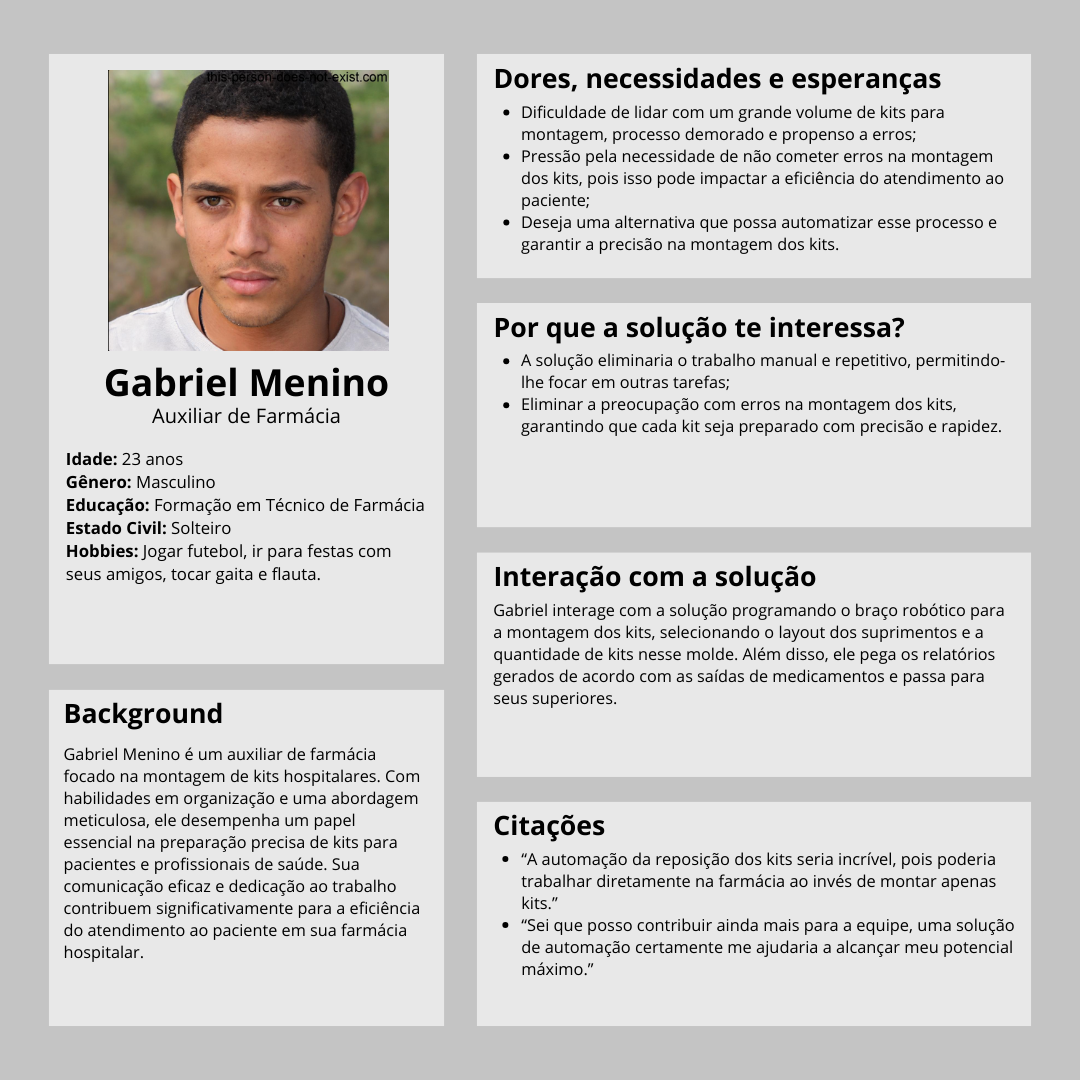 this-person-does-not-exist.com
Gabriel Menino
Auxiliar de Farmácia
Idade: 23 anos
Gênero: Masculino
Educação: Formação em Técnico de Farmácia
Estado Civil: Solteiro
Hobbies: Jogar futebol, ir para festas com
seus amigos, tocar gaita e flauta.
Background
Gabriel Menino é um auxiliar de farmácia
focado na montagem de kits hospitalares. Com
habilidades em organização e uma abordagem
meticulosa, ele desempenha um papel
essencial na preparação precisa de kits para
pacientes e profissionais de saúde. Sua
comunicação eficaz e dedicação ao trabalho
contribuem significativamente para a eficiência
do atendimento ao paciente em sua farmácia
hospitalar.
Dores, necessidades e esperanças
• Dificuldade de lidar com um grande volume de kits para
montagem, processo demorado e propenso a erros;
• Pressão pela necessidade de não cometer erros na montagem
dos kits, pois isso pode impactar a eficiência do atendimento ao
paciente;
• Deseja uma alternativa que possa automatizar esse processo e
garantir a precisão na montagem dos kits.
Por que a solução te interessa?
• A solução eliminaria o trabalho manual e repetitivo, permitindo-
lhe focar em outras tarefas;
• Eliminar a preocupação com erros na montagem dos kits,
garantindo que cada kit seja preparado com precisão e rapidez.
Interação com a solução
Gabriel interage com a solução programando o braço robótico para
a montagem dos kits, selecionando o layout dos suprimentos e a
quantidade de kits nesse molde. Além disso, ele pega os relatórios
gerados de acordo com as saídas de medicamentos e passa para
seus superiores.
Citações
• “A automação da reposição dos kits seria incrível, pois poderia
trabalhar diretamente na farmácia ao invés de montar apenas
kits.”
• “Sei que posso contribuir ainda mais para a equipe, uma solução
de automação certamente me ajudaria a alcançar meu potencial
máximo.”